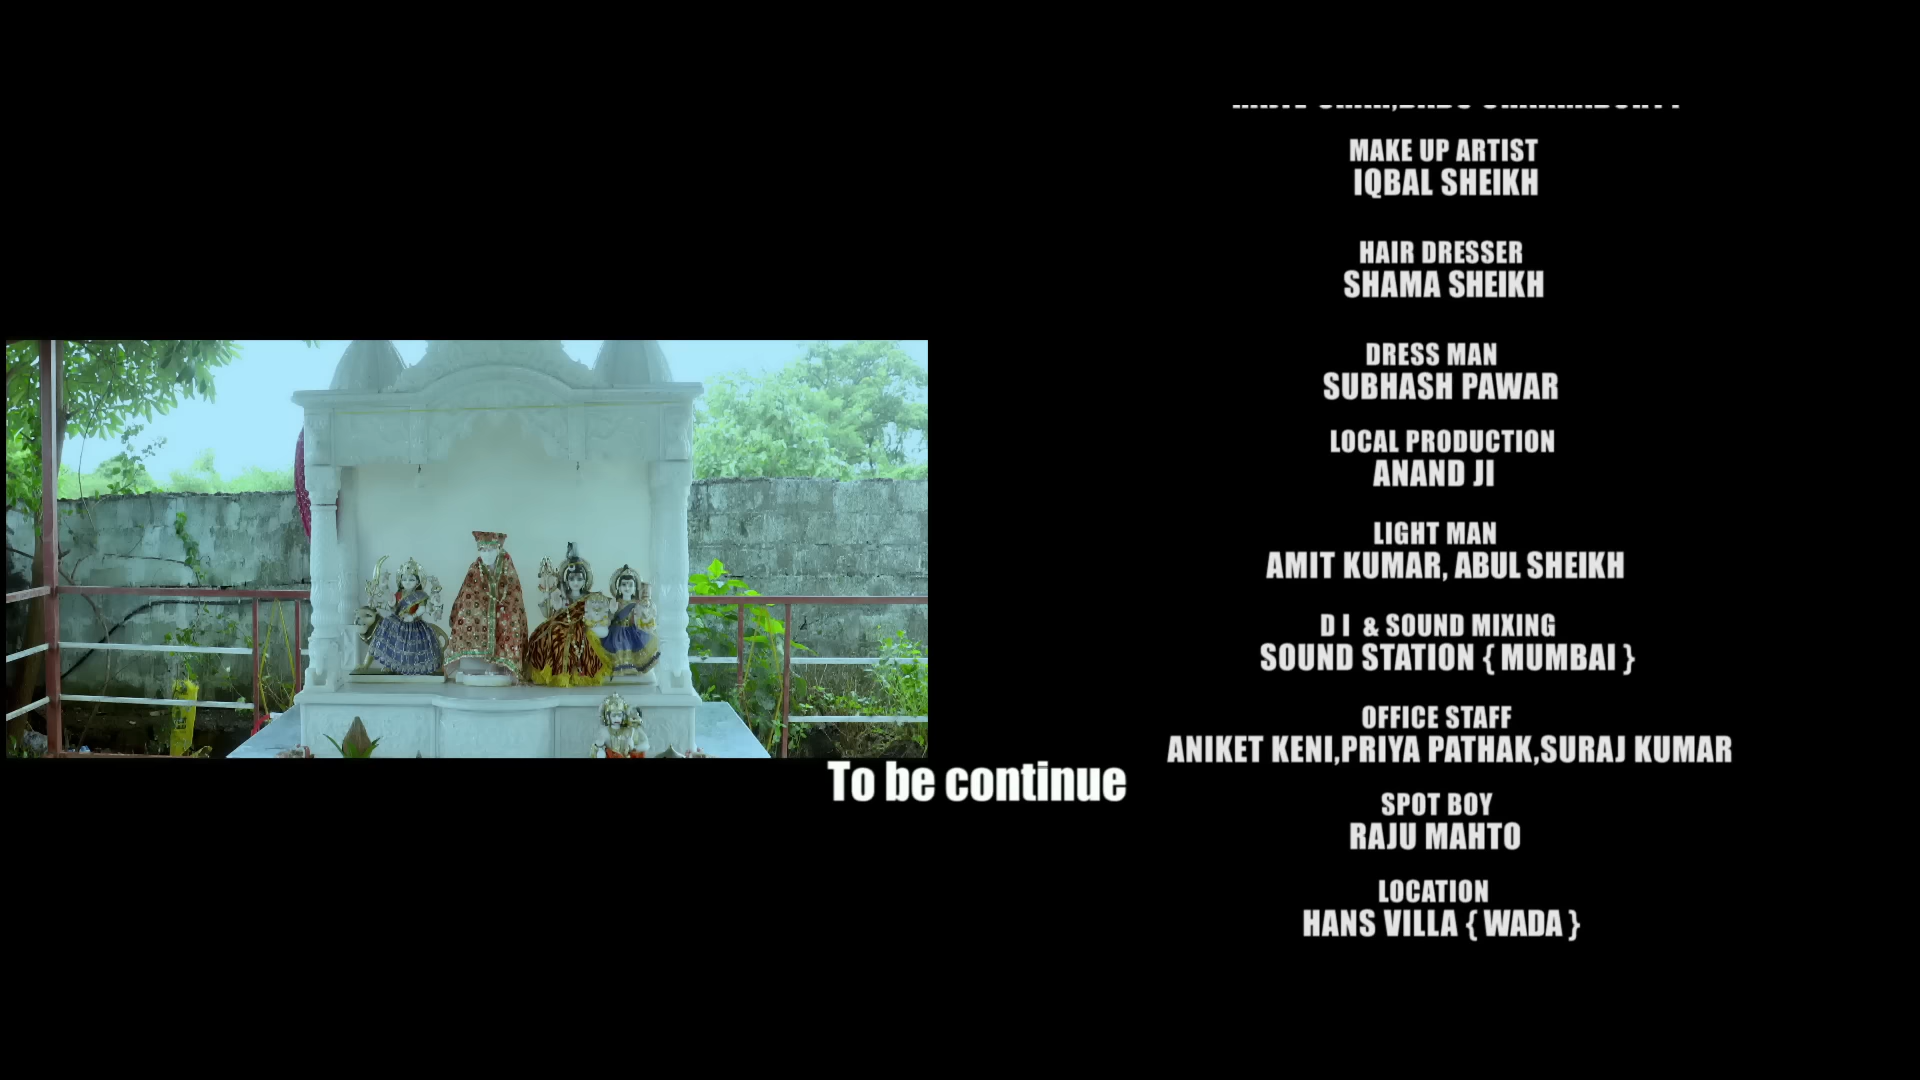 MAKE UP ARTIST
IQBAL SHEIKH
HAIR DRESSER
SHAMA SHEIKH
DRESS MAN
SUBHASH PAWAR
LOCAL PRODUCTION
ANAND JI
LIGHT MAN
AMIT KUMAR, ABUL SHEIKH
D I & SOUND MIXING
SOUND STATION { MUMBAI }
OFFICE STAFF
ANIKET KENI,PRIYA PATHAK,SURAJ KUMAR
To be continue
SPOT BOY
RAJU MAHTO
LOCATION
HANS VILLA { WADA }